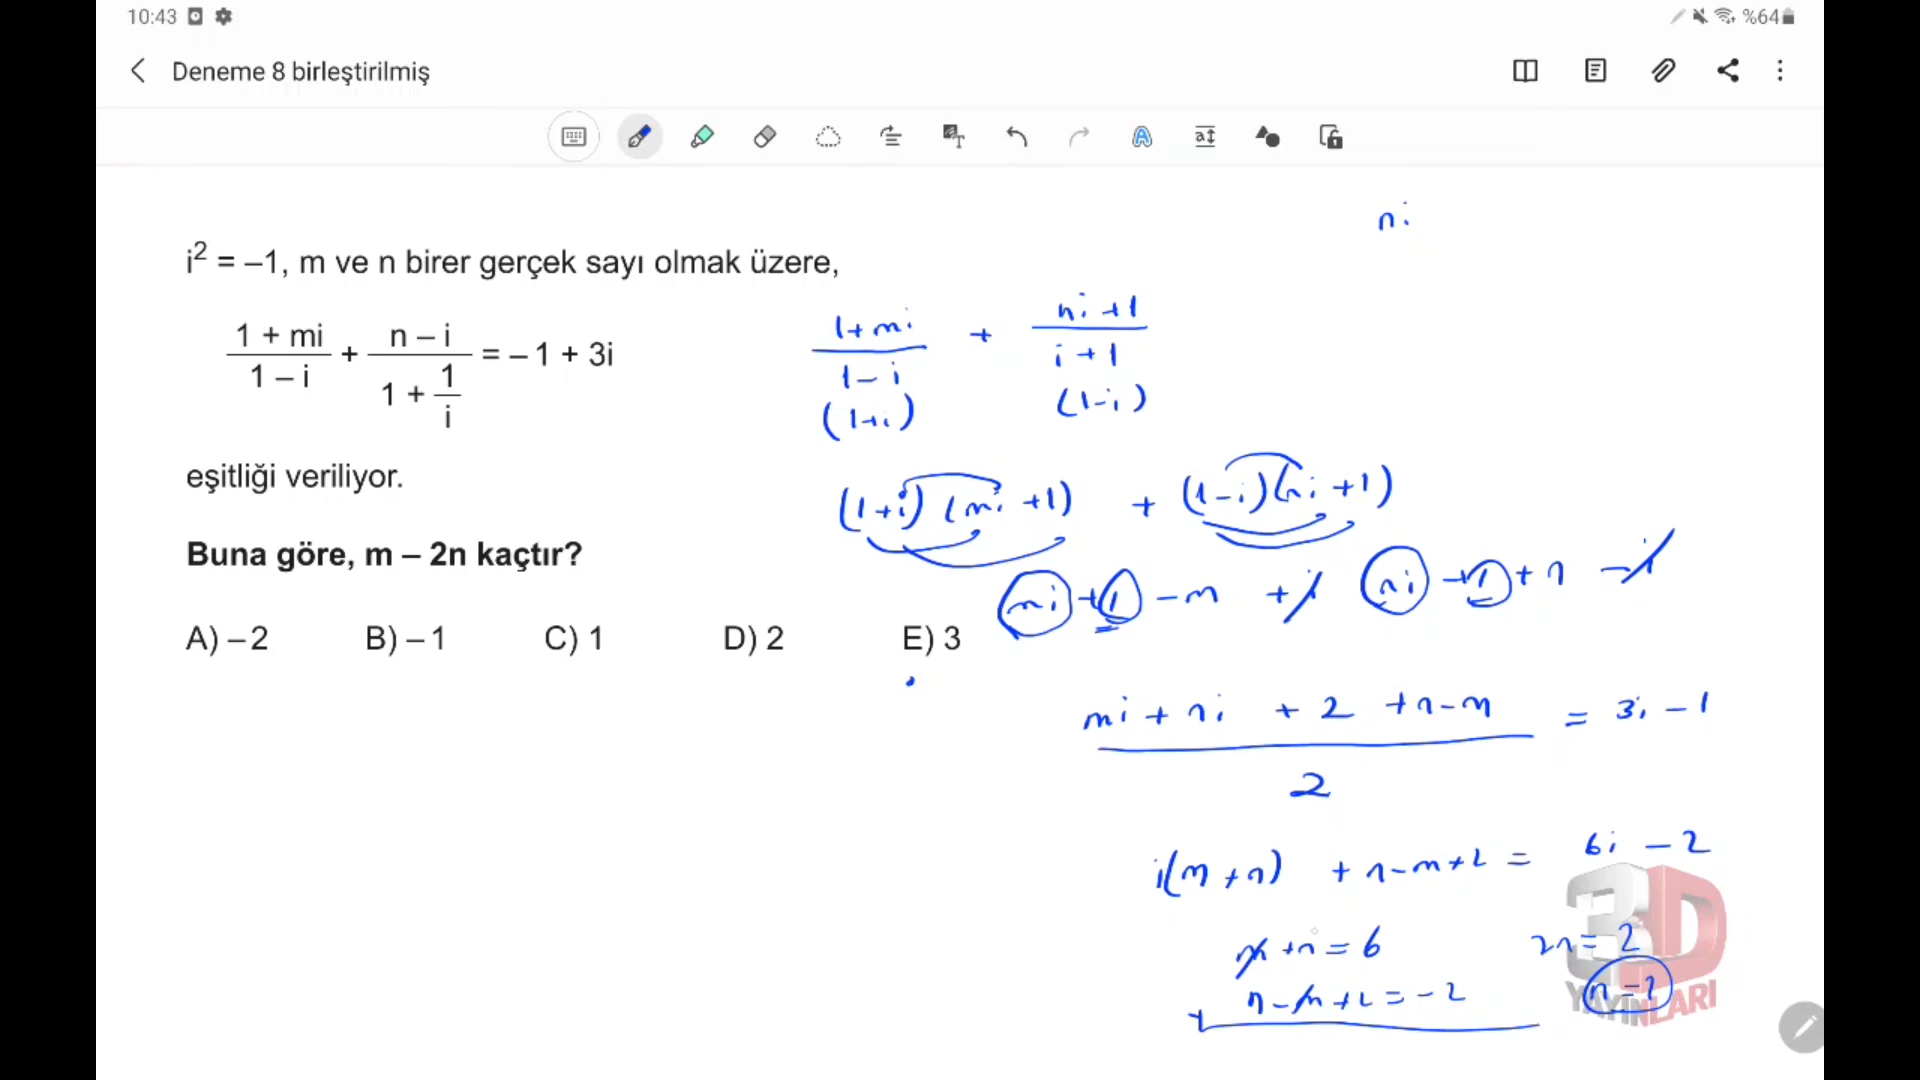 10:43 %64
Deneme 8 birleştirilmiş
ni
i² = –1, m ve n birer gerçek sayı olmak üzere,
1 + mi / 1 – i + n – i / 1 + 1/i = – 1 + 3i
1+mi / 1-i + ni+1 / i+1
(1+i) (1-i)
eşitliği veriliyor.
(1+i) (mi+1) + (1-i)(ni+1)
Buna göre, m – 2n kaçtır?
mi +1 -m +i ni +1 +n -i
A) – 2 B) – 1 C) 1 D) 2 E) 3
mi + ni + 2 +n-m / 2 = 3i - 1
i(m+n) + n-m+2 = 6i - 2
m+n = 6 2n = 2
n-m+2 = -2
+
3D
YAYINLARI